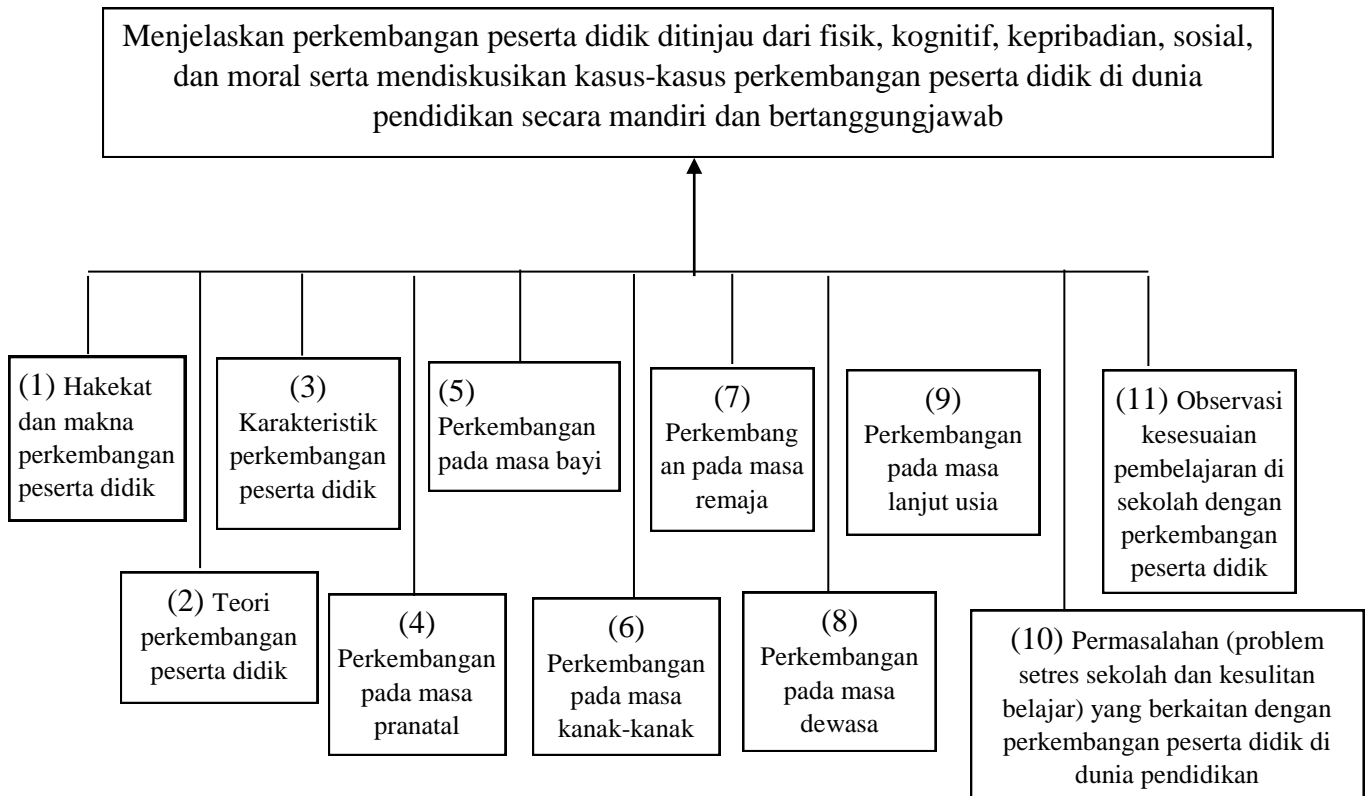 Menjelaskan perkembangan peserta didik ditinjau dari fisik, kognitif, kepribadian, sosial,
dan moral serta mendiskusikan kasus-kasus perkembangan peserta didik di dunia
pendidikan secara mandiri dan bertanggungjawab
(1) Hakekat
dan makna
perkembangan
peserta didik
(2) Teori
perkembangan
peserta didik
(3)
Karakteristik
perkembangan
peserta didik
(4)
Perkembangan
pada masa
pranatal
(5)
Perkembangan
pada masa bayi
(6)
Perkembangan
pada masa
kanak-kanak
(7)
Perkembang
an pada masa
remaja
(8)
Perkembangan
pada masa
dewasa
(9)
Perkembangan
pada masa
lanjut usia
(10) Permasalahan (problem
setres sekolah dan kesulitan
belajar) yang berkaitan dengan
perkembangan peserta didik di
dunia pendidikan
(11) Observasi
kesesuaian
pembelajaran di
sekolah dengan
perkembangan
peserta didik